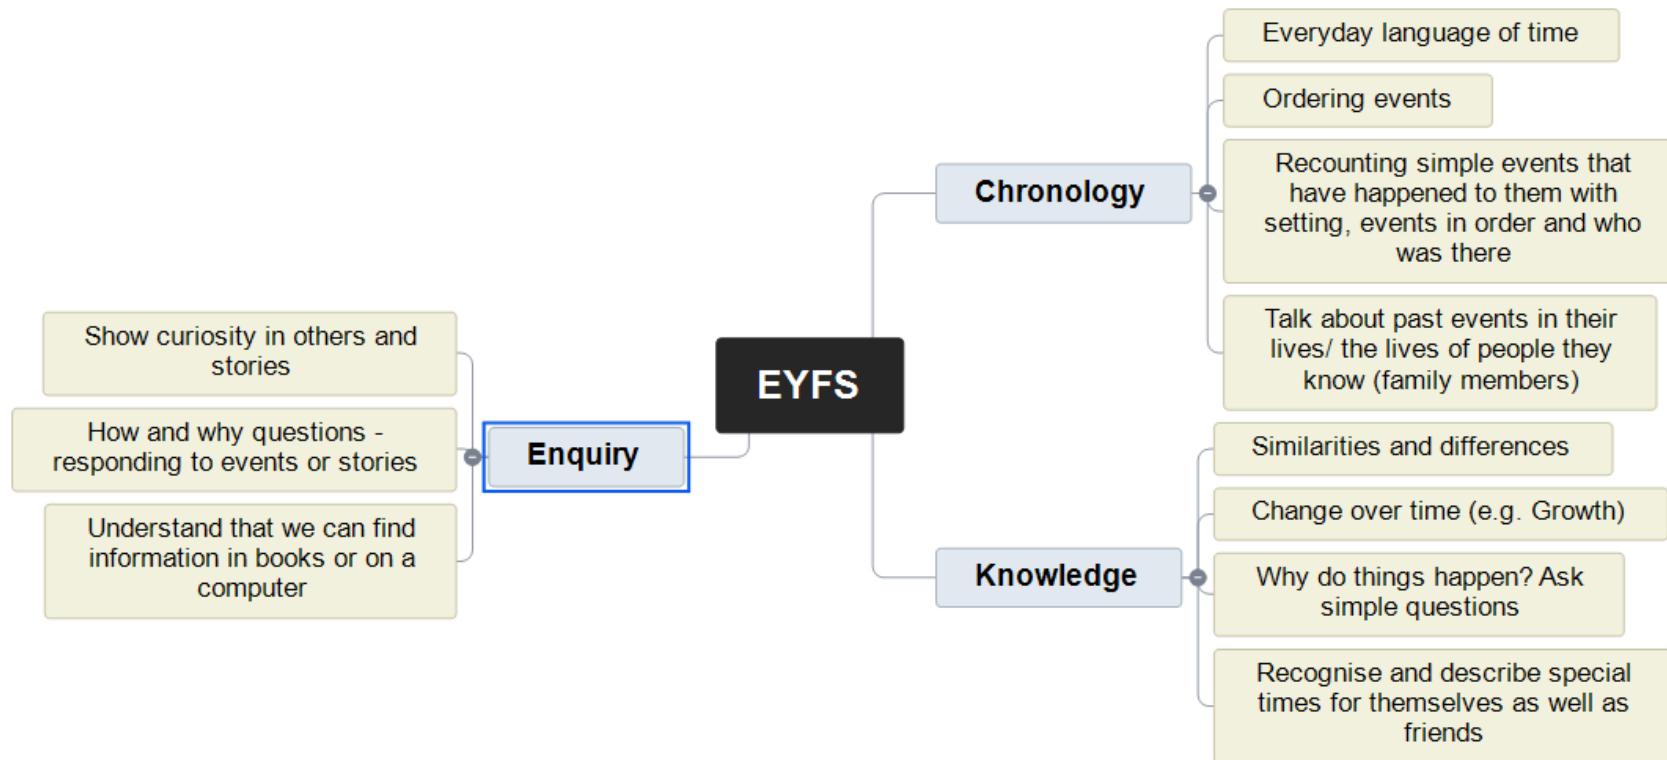 EYFS
Chronology
Everyday language of time
Ordering events
Recounting simple events that
have happened to them with
setting, events in order and who
was there
Talk about past events in their
lives/ the lives of people they
know (family members)
Knowledge
Similarities and differences
Change over time (e.g. Growth)
Why do things happen? Ask
simple questions
Recognise and describe special
times for themselves as well as
friends
Enquiry
Show curiosity in others and
stories
How and why questions -
responding to events or stories
Understand that we can find
information in books or on a
computer